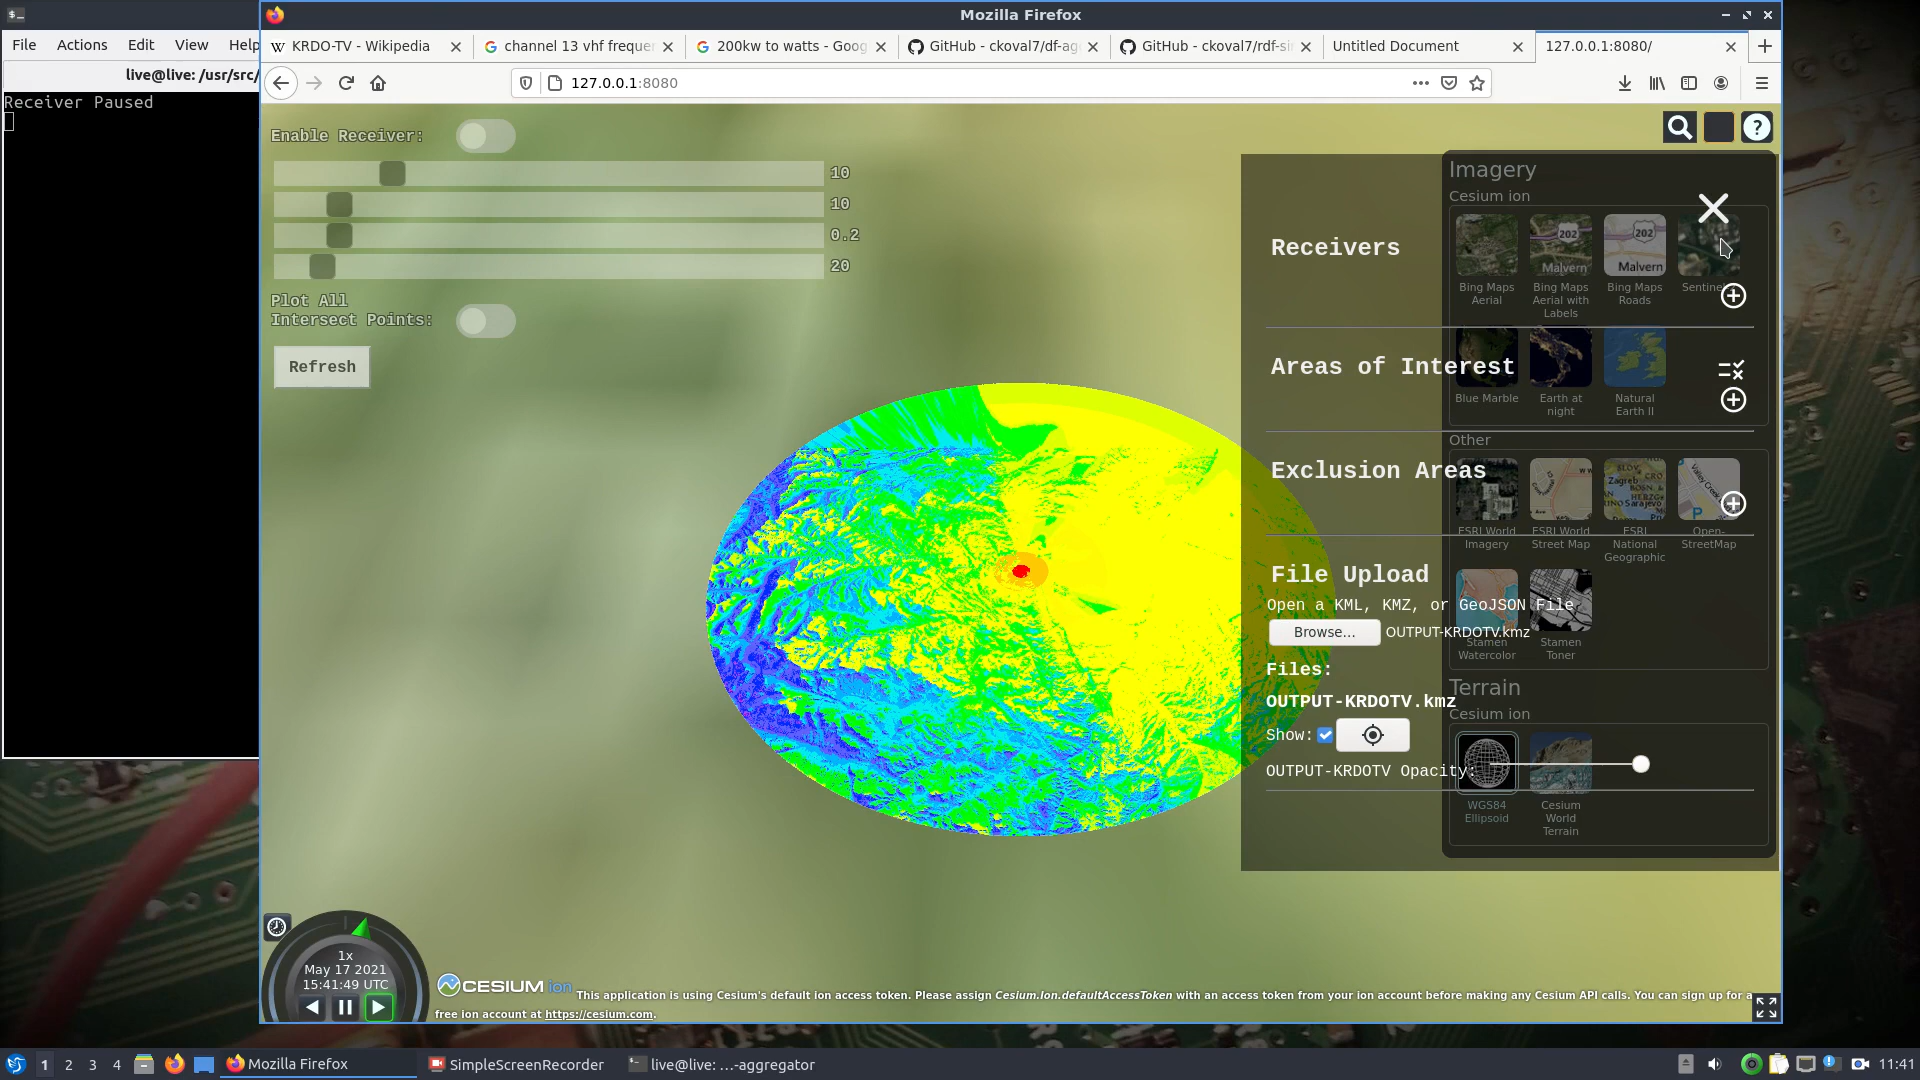 Mozilla Firefox
File Actions Edit View Help
live@live: /usr/src/
Receiver Paused
KRDO-TV - Wikipedia
channel 13 vhf freque
200kw to watts - Goog
GitHub - ckoval7/df-ag
GitHub - ckoval7/rdf-si
Untitled Document
127.0.0.1:8080/
127.0.0.1:8080
Enable Receiver:
10
10
0.2
20
Plot All
Intersect Points:
Refresh
Imagery
Cesium ion
Bing Maps Aerial
Bing Maps Aerial with Labels
Bing Maps Roads
202
Malvern
202
Malvern
Receivers
Blue Marble
Earth at night
Natural Earth II
Areas of Interest
Other
ESRI World Imagery
ESRI World Street Map
ESRI National Geographic
Open-StreetMap
Exclusion Areas
Stamen Watercolor
Stamen Toner
File Upload
Open a KML, KMZ, or GeoJSON File
Browse... OUTPUT-KRDOTV.kmz
Files:
OUTPUT-KRDOTV.kmz
Show:
OUTPUT-KRDOTV Opacity:
Terrain
Cesium ion
WGS84 Ellipsoid
Cesium World Terrain
1x
May 17 2021
15:41:49 UTC
CESIUM ion This application is using Cesium's default ion access token. Please assign Cesium.Ion.defaultAccessToken with an access token from your ion account before making any Cesium API calls. You can sign up for a
free ion account at https://cesium.com.
1 2 3 4 Mozilla Firefox SimpleScreenRecorder live@live: ...-aggregator 11:41